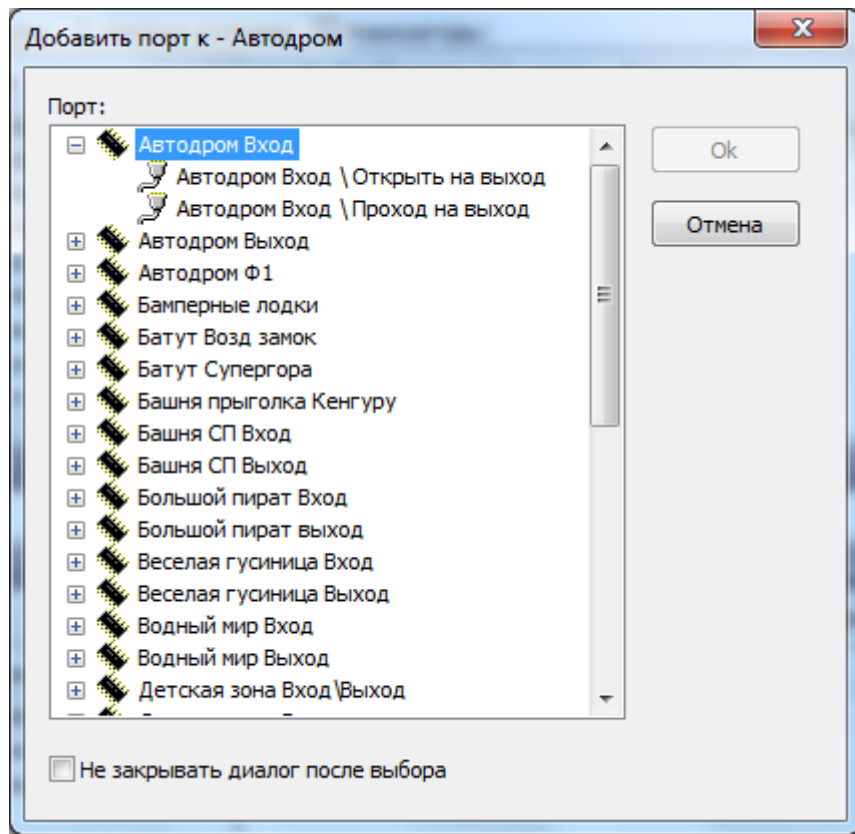 Добавить порт к - Автодром
Порт:
Автодром Вход
Ok
Автодром Вход \Открыть на выход
Автодром Вход \Проход на выход
Отмена
Автодром Выход
Автодром Ф1
Бамперные лодки
Батут Возд замок
Батут Супергора
Башня прыголка Кенгуру
Башня СП Вход
Башня СП Выход
Большой пират Вход
Большой пират выход
Веселая гусиница Вход
Веселая гусиница Выход
Водный мир Вход
Водный мир Выход
Детская зона Вход\Выход
Не закрывать диалог после выбора